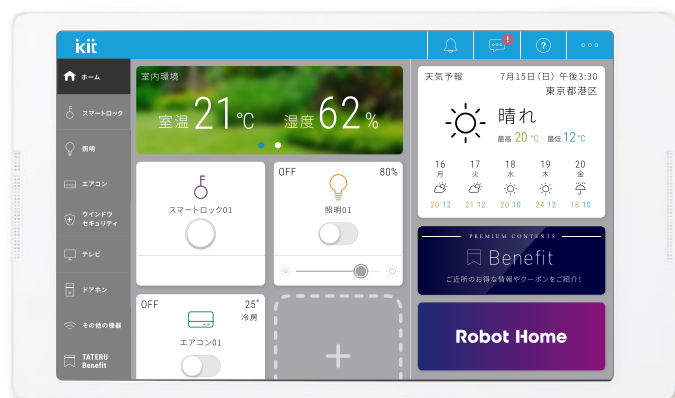 kit
!
?
ホーム
スマートロック
照明
エアコン
ウインドウ
セキュリティ
テレビ
ドアホン
その他の機器
TATERU
Benefit
室内環境
室温 21℃ 湿度 62%
スマートロック01
OFF 80%
照明01
OFF 25°
冷房
エアコン01
+
天気予報 7月15日(日) 午後3:30
東京都港区
晴れ
最高 20℃ 最低 12℃
16 17 18 19 20
月 火 水 木 金
20 12 21 12 20 10 24 12 18 10
PREMIUM CONTENTS
Benefit
ご近所のお得な情報やクーポンをご紹介!
Robot Home